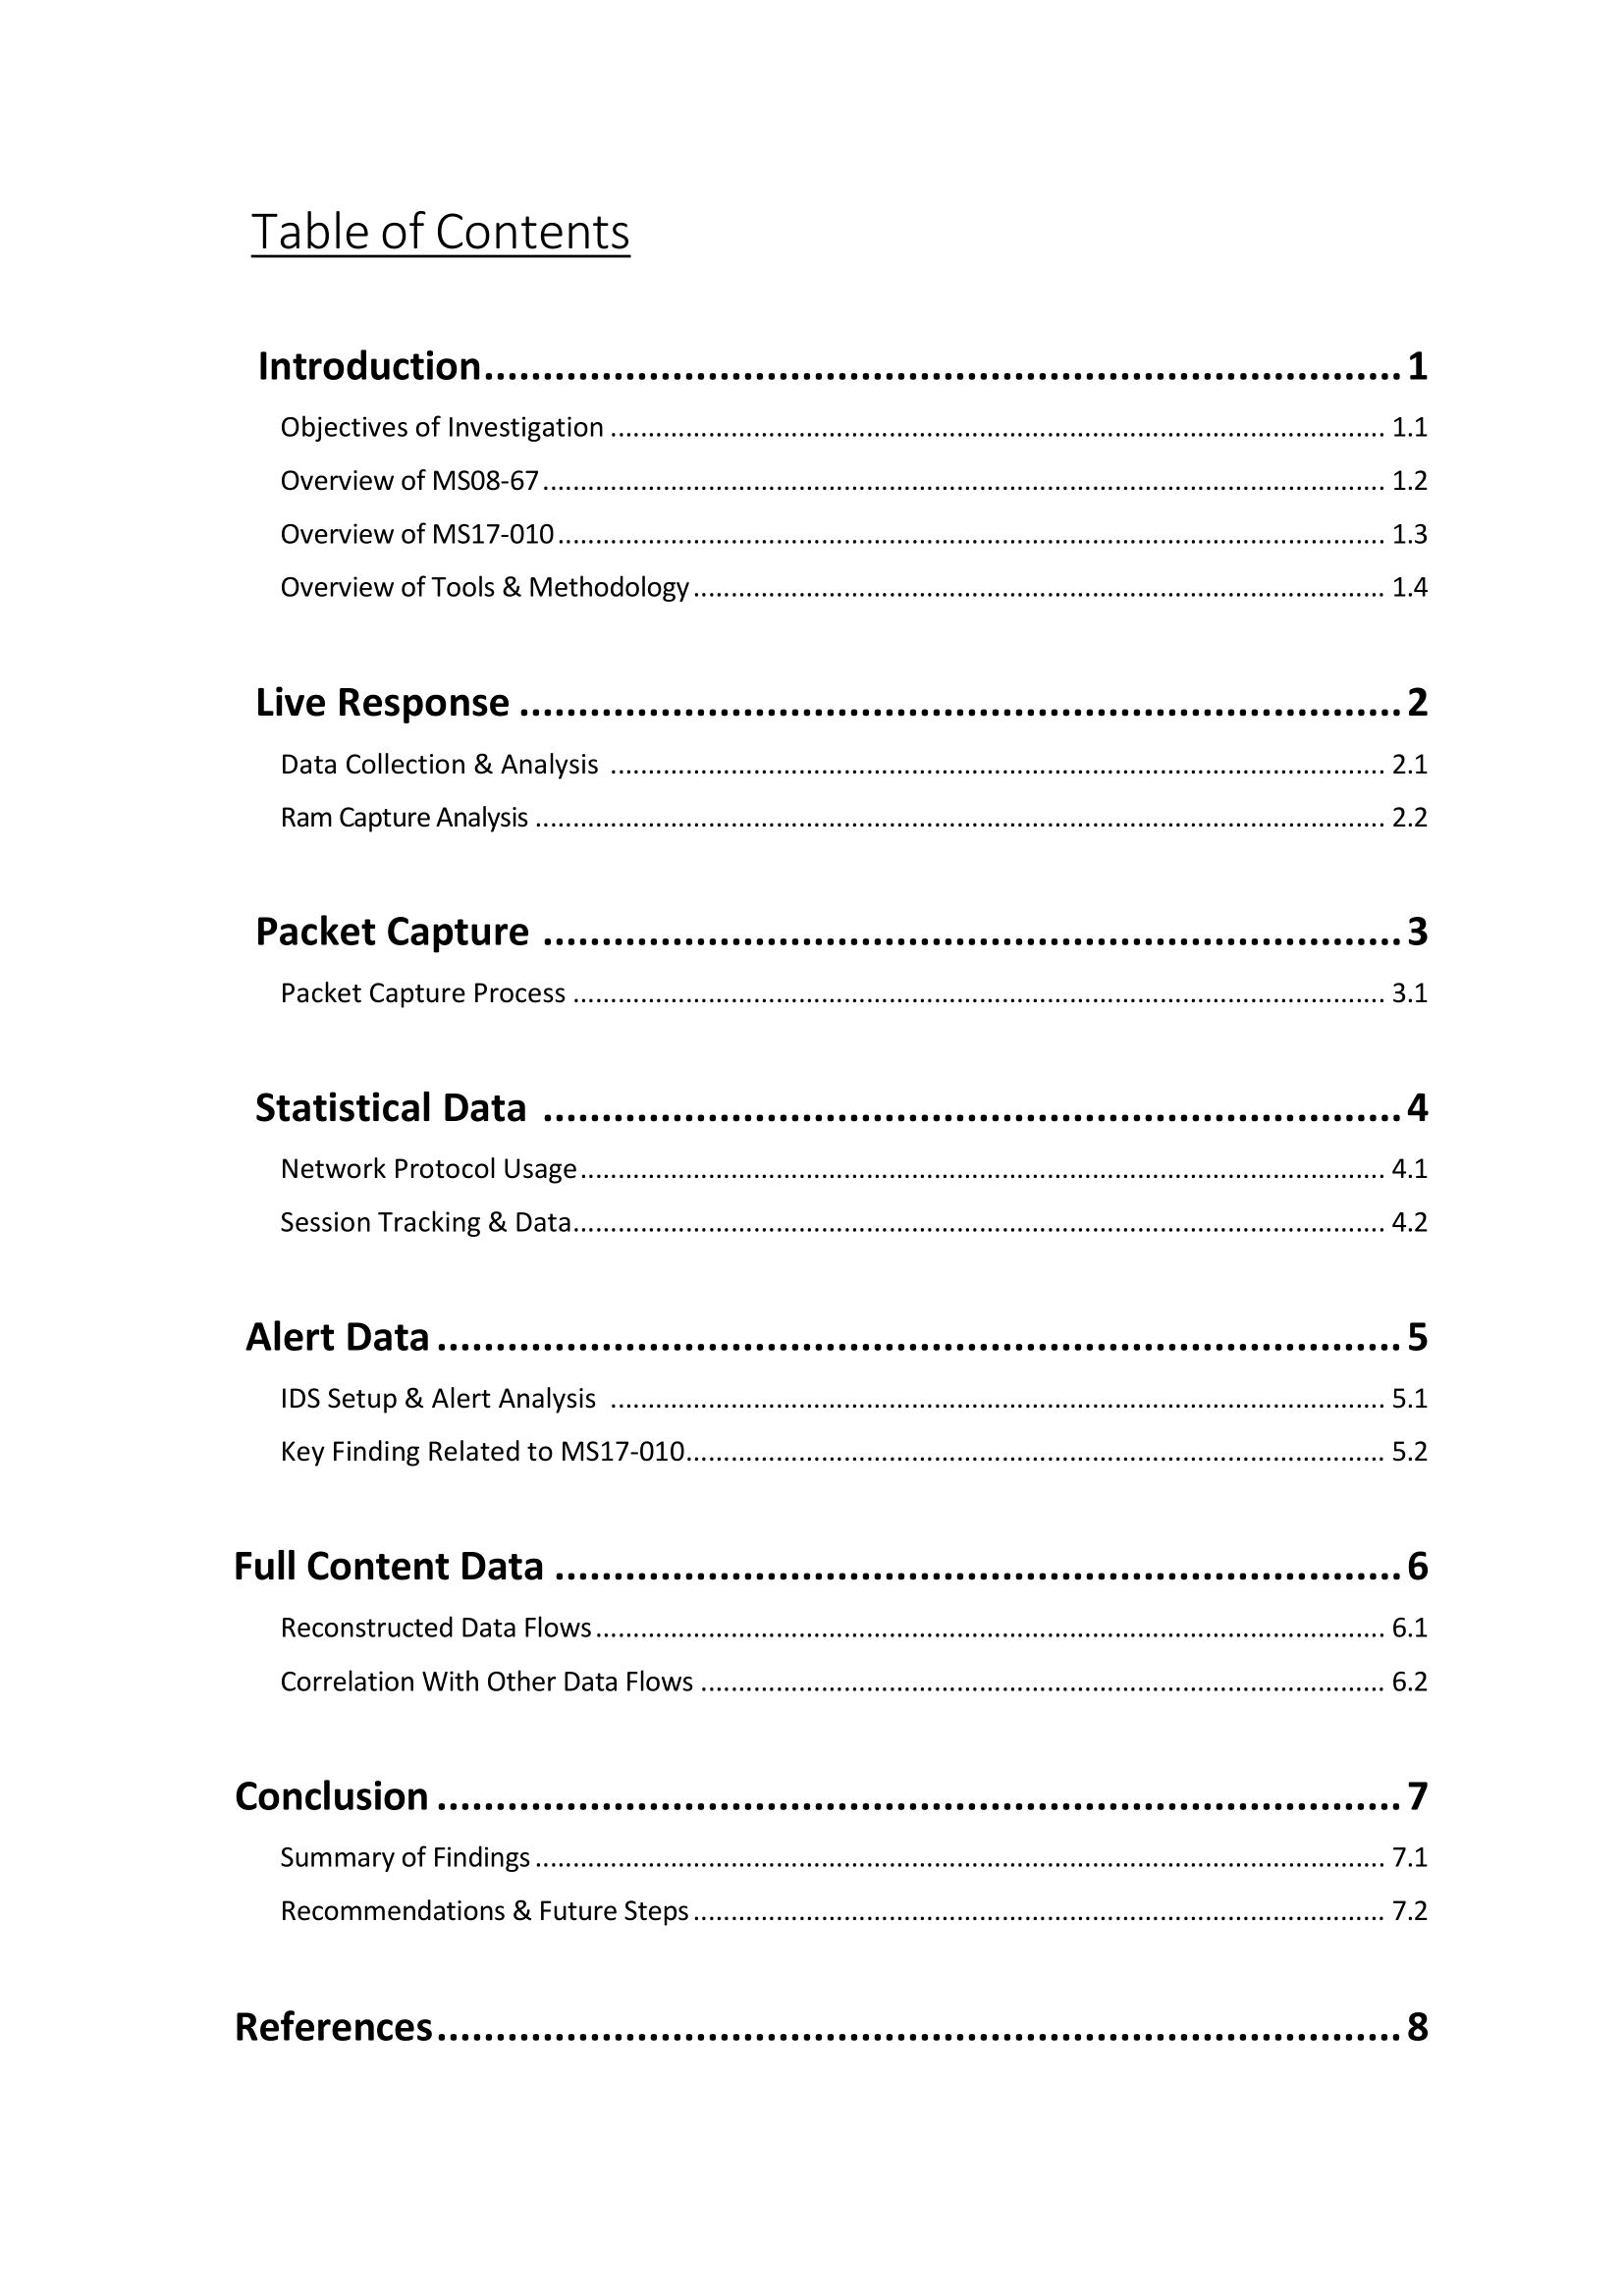 Table of Contents
Introduction 1
Objectives of Investigation 1.1
Overview of MS08-67 1.2
Overview of MS17-010 1.3
Overview of Tools & Methodology 1.4
Live Response 2
Data Collection & Analysis 2.1
Ram Capture Analysis 2.2
Packet Capture 3
Packet Capture Process 3.1
Statistical Data 4
Network Protocol Usage 4.1
Session Tracking & Data 4.2
Alert Data 5
IDS Setup & Alert Analysis 5.1
Key Finding Related to MS17-010 5.2
Full Content Data 6
Reconstructed Data Flows 6.1
Correlation With Other Data Flows 6.2
Conclusion 7
Summary of Findings 7.1
Recommendations & Future Steps 7.2
References 8